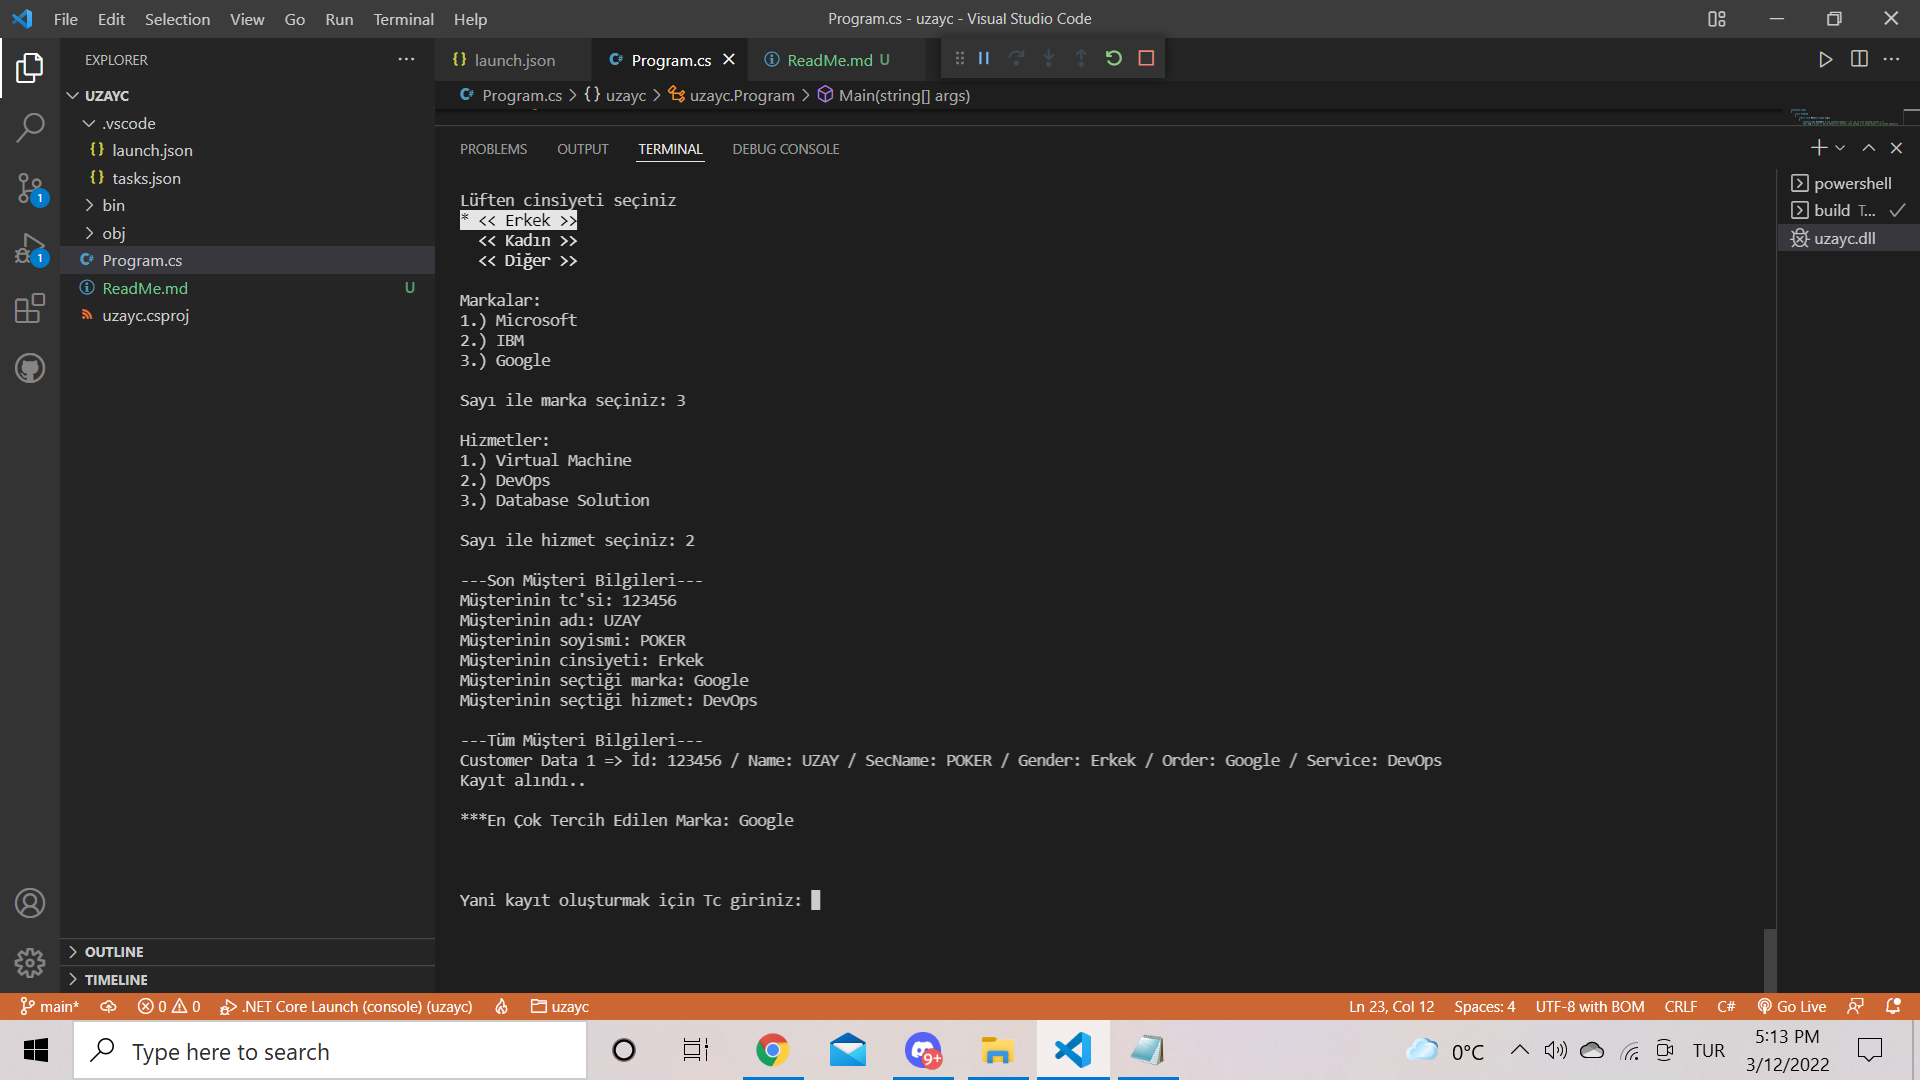 File Edit Selection View Go Run Terminal Help
Program.cs - uzayc - Visual Studio Code
EXPLORER
UZAYC
.vscode
launch.json
tasks.json
bin
obj
Program.cs
ReadMe.md U
uzayc.csproj
OUTLINE
TIMELINE
1
1
launch.json Program.cs ReadMe.md U
Program.cs > {} uzayc > uzayc.Program > Main(string[] args)
PROBLEMS OUTPUT TERMINAL DEBUG CONSOLE
powershell
build T...
uzayc.dll
Lüften cinsiyeti seçiniz
* << Erkek >>
<< Kadın >>
<< Diğer >>
Markalar:
1.) Microsoft
2.) IBM
3.) Google
Sayı ile marka seçiniz: 3
Hizmetler:
1.) Virtual Machine
2.) DevOps
3.) Database Solution
Sayı ile hizmet seçiniz: 2
---Son Müşteri Bilgileri---
Müşterinin tc'si: 123456
Müşterinin adı: UZAY
Müşterinin soyismi: POKER
Müşterinin cinsiyeti: Erkek
Müşterinin seçtiği marka: Google
Müşterinin seçtiği hizmet: DevOps
---Tüm Müşteri Bilgileri---
Customer Data 1 => İd: 123456 / Name: UZAY / SecName: POKER / Gender: Erkek / Order: Google / Service: DevOps
Kayıt alındı..
***En Çok Tercih Edilen Marka: Google
Yani kayıt oluşturmak için Tc giriniz:
main* 0 0 .NET Core Launch (console) (uzayc) uzayc
Ln 23, Col 12 Spaces: 4 UTF-8 with BOM CRLF C# Go Live
Type here to search
9+
0°C TUR
5:13 PM
3/12/2022